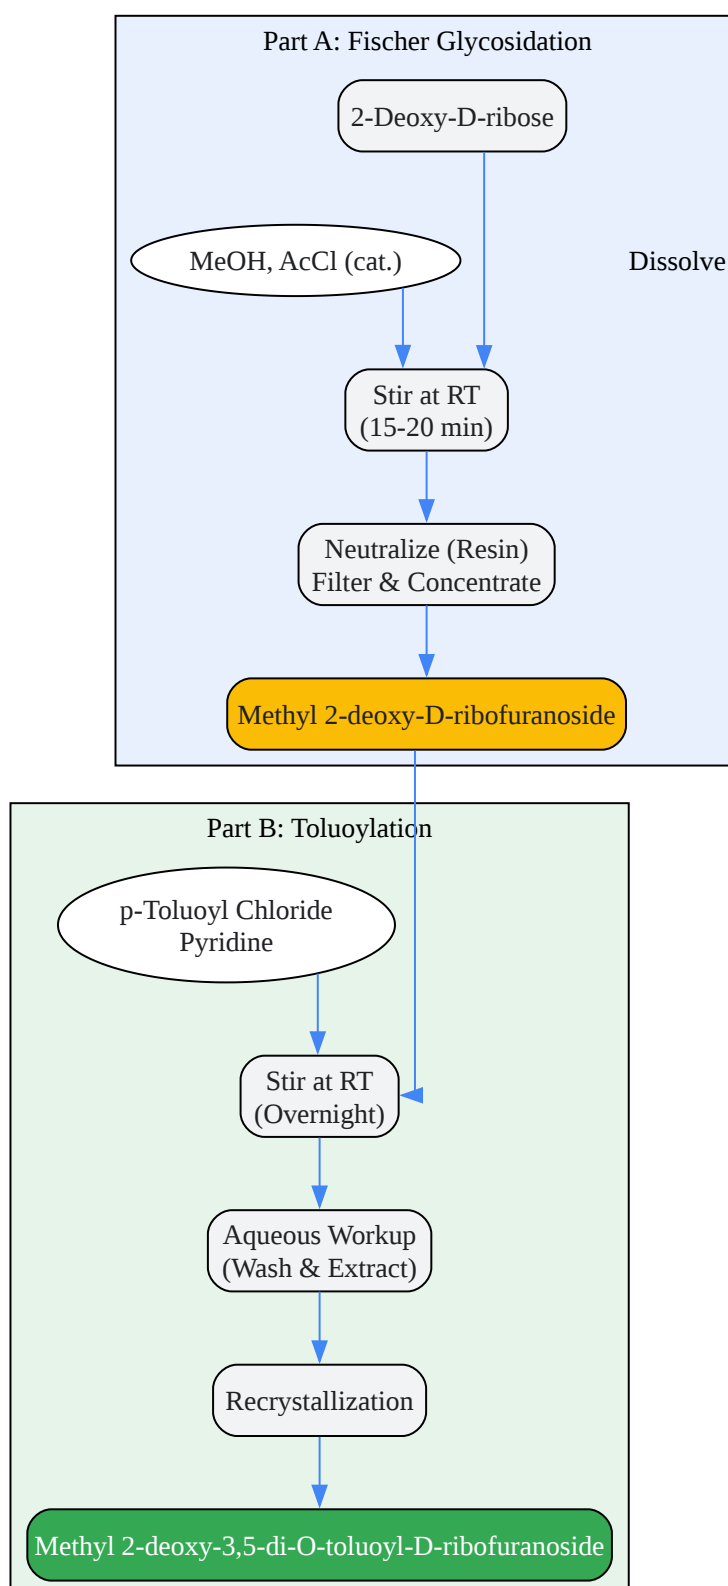 Part A: Fischer Glycosidation
2-Deoxy-D-ribose
MeOH, AcCl (cat.)
Dissolve
Stir at RT
(15-20 min)
Neutralize (Resin)
Filter & Concentrate
Methyl 2-deoxy-D-ribofuranoside
Part B: Toluoylation
p-Toluoyl Chloride
Pyridine
Stir at RT
(Overnight)
Aqueous Workup
(Wash & Extract)
Recrystallization
Methyl 2-deoxy-3,5-di-O-toluoyl-D-ribofuranoside